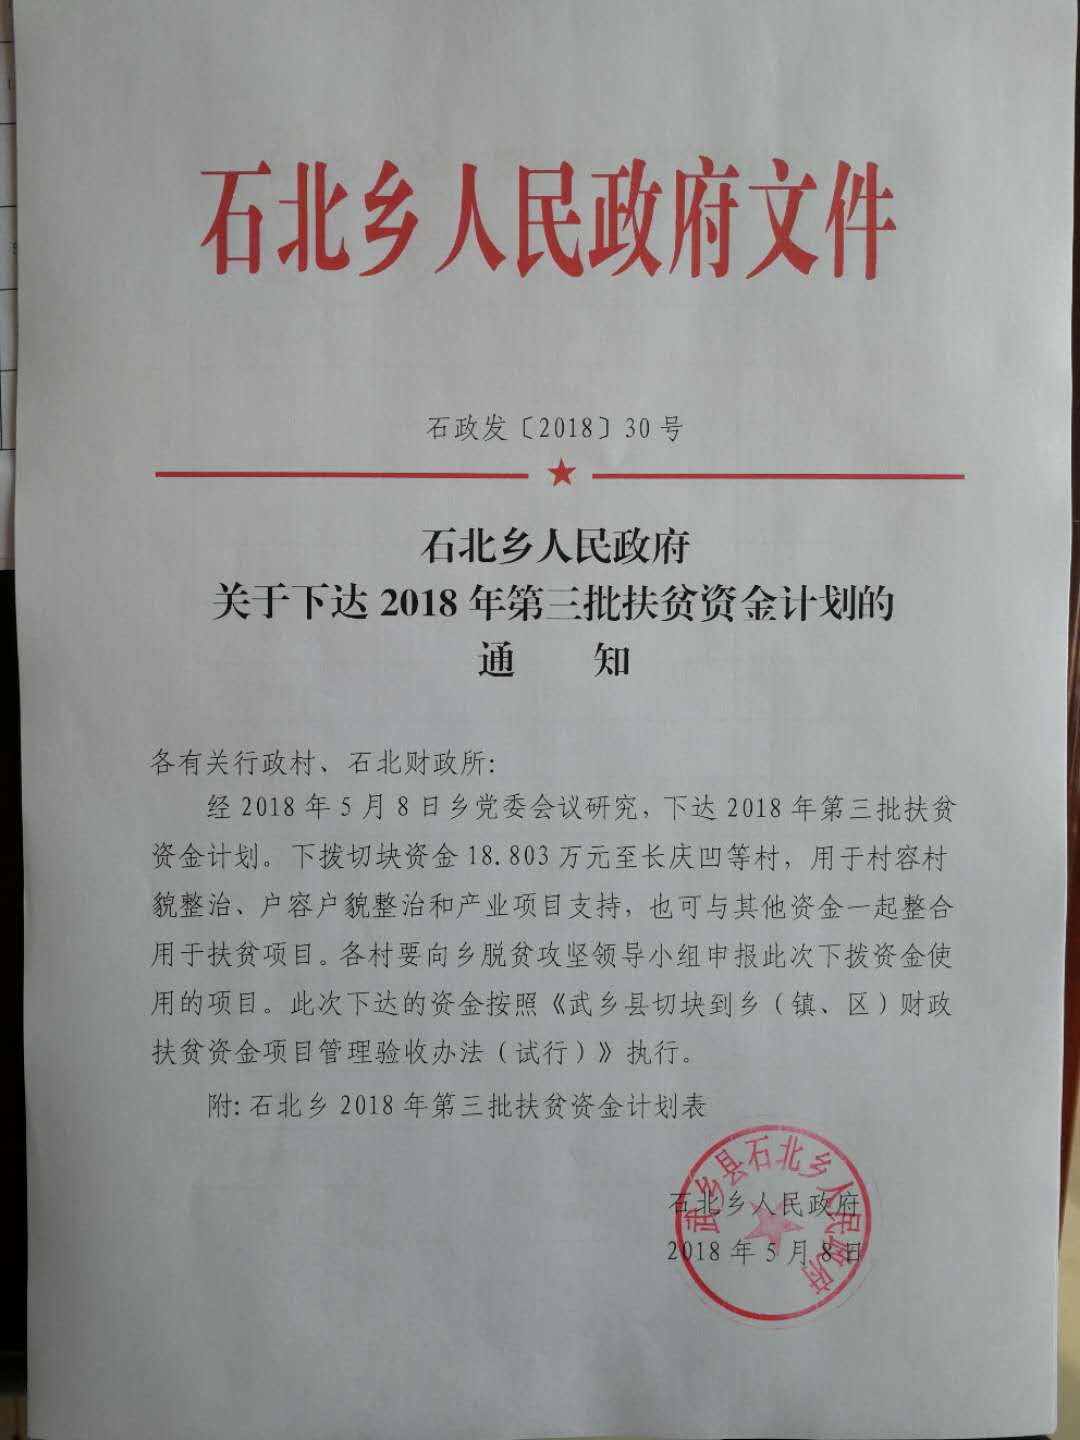 石北乡人民政府文件
石政发〔2018〕30号
石北乡人民政府
关于下达2018年第三批扶贫资金计划的
通 知
各有关行政村、石北财政所:
经2018年5月8日乡党委会议研究,下达2018年第三批扶贫
资金计划。下拨切块资金18.803万元至长庆凹等村,用于村容村
貌整治、户容户貌整治和产业项目支持,也可与其他资金一起整合
用于扶贫项目。各村要向乡脱贫攻坚领导小组申报此次下拨资金使
用的项目。此次下达的资金按照《武乡县切块到乡(镇、区)财政
扶贫资金项目管理验收办法(试行)》执行。
附:石北乡2018年第三批扶贫资金计划表
石北乡人民政府
2018年5月8日
武乡县石北乡人民政府